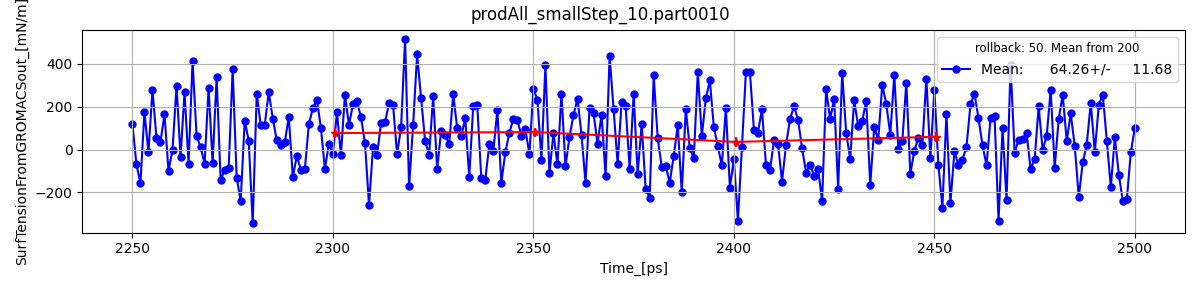 prodAll_smallStep_10.part0010
SurfTensionFromGROMACSout_[mN/m]
400
200
0
−200
rollback: 50. Mean from 200
Mean: 64.26+/- 11.68
2250 2300 2350 2400 2450 2500
Time_[ps]